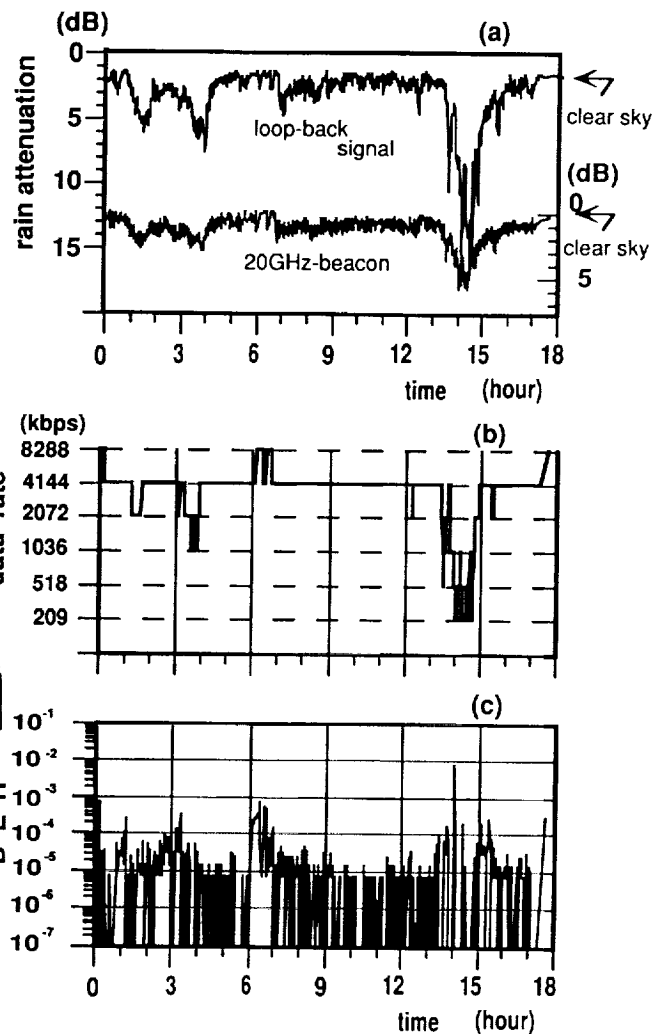 (dB)
(a)
0
5
10
15
rain attenuation
loop-back
signal
clear sky
(dB)
0
clear sky
5
20GHz-beacon
0 3 6 9 12 15 18
time (hour)
(kbps)
(b)
8288
4144
2072
1036
518
209
(c)
10⁻¹
10⁻²
10⁻³
10⁻⁴
10⁻⁵
10⁻⁶
10⁻⁷
0 3 6 9 12 15 18
time (hour)